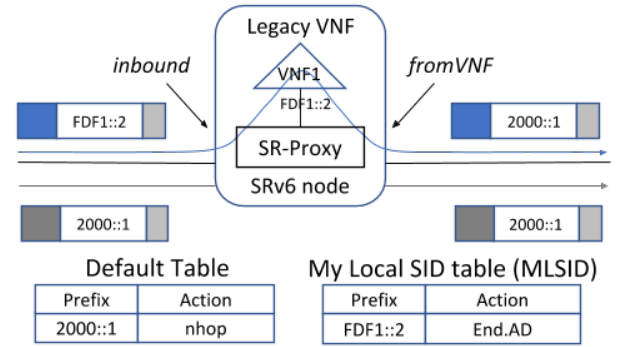 Legacy VNF
inbound
fromVNF
VNF1
FDF1::2
FDF1::2
2000::1
SR-Proxy
SRv6 node
2000::1
2000::1
Default Table
Prefix Action
2000::1 nhop
My Local SID table (MLSID)
Prefix Action
FDF1::2 End.AD